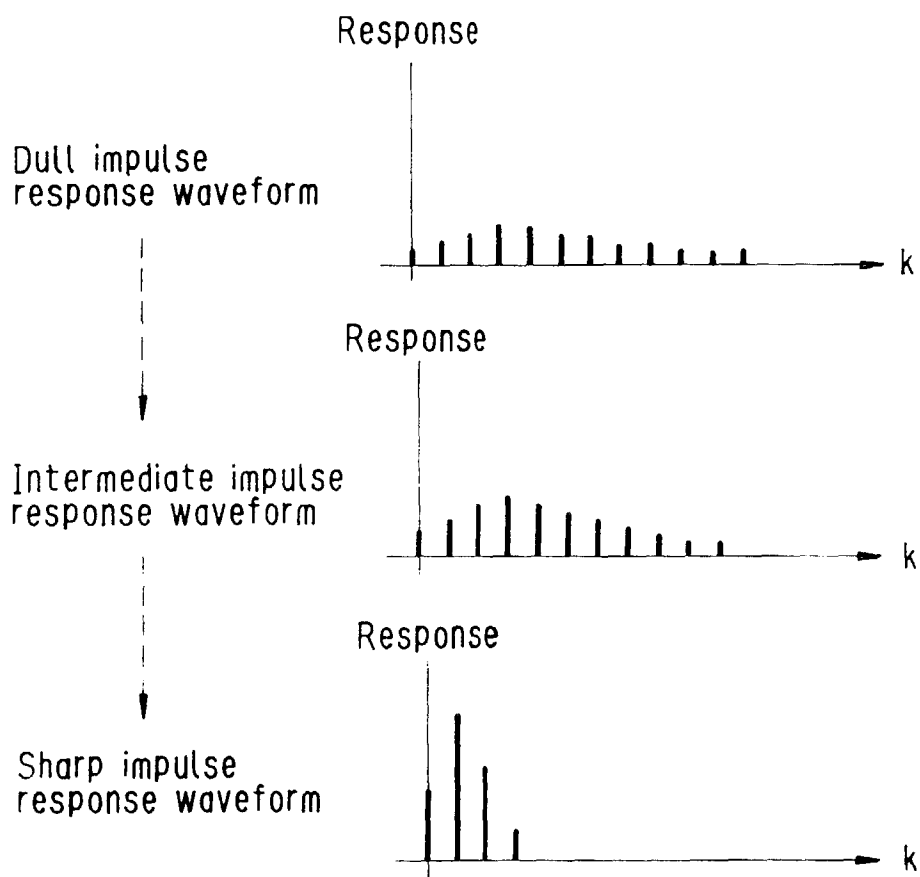 Response
Dull impulse
response waveform
k
Response
Intermediate impulse
response waveform
k
Response
Sharp impulse
response waveform
k